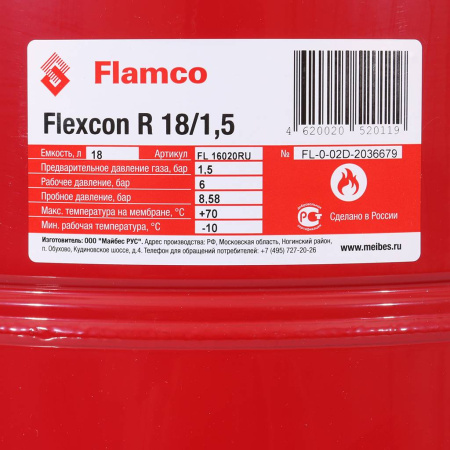 Flamco
Flexcon R 18/1,5
4 620020 520119
Емкость, л 18 Артикул FL 16020RU № FL-0-02D-2036679
Предварительное давление газа, бар 1.5
Рабочее давление, бар 6
Пробное давление, бар 8,58
Макс. температура на мембране, °C +70
Мин. рабочая температура, °C -10
РСТ Сделано в России
Изготовитель: ООО "Майбес РУС". Адрес производства: РФ, Московская область, Ногинский район,
п. Обухово, Кудиновское шоссе, д.4. Телефон для обращений потребителей: +7 (495) 727-20-26
www.meibes.ru